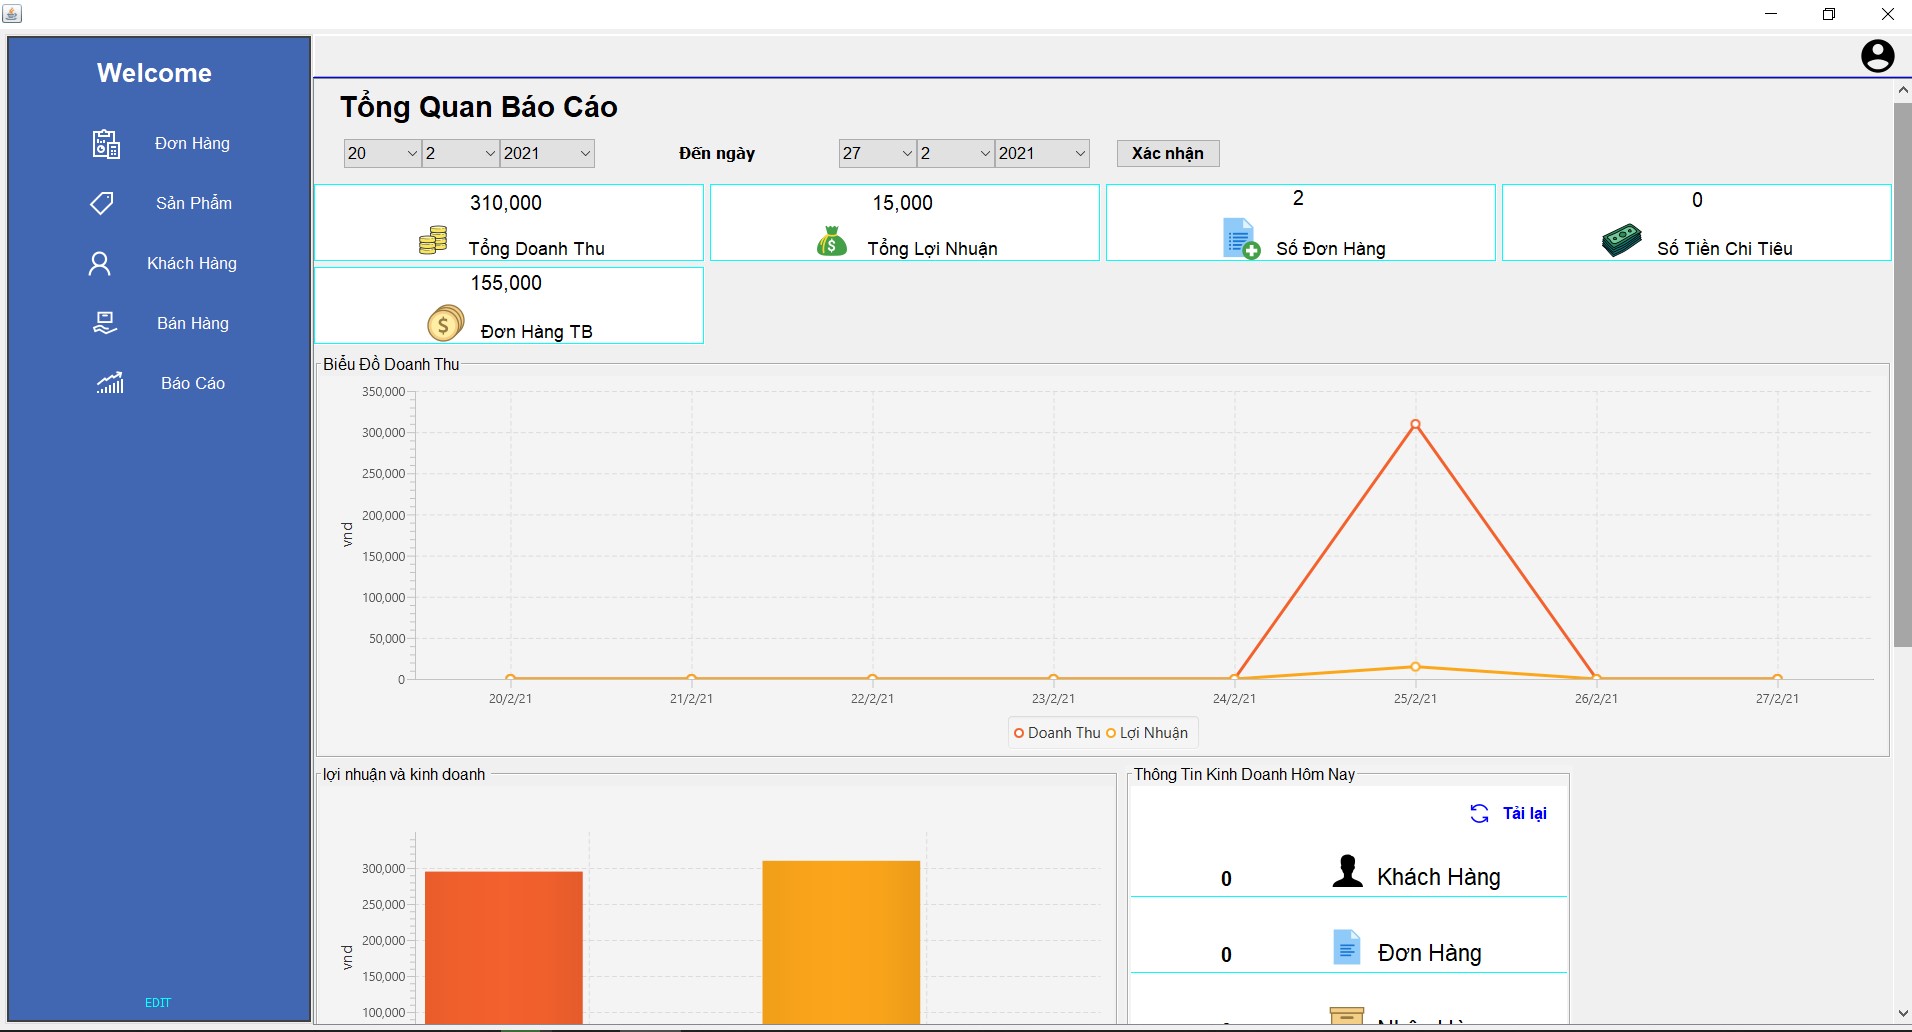 Welcome
Đơn Hàng
Sản Phẩm
Khách Hàng
Bán Hàng
Báo Cáo
EDIT
Tổng Quan Báo Cáo
20 2 2021 Đến ngày 27 2 2021 Xác nhận
310,000
Tổng Doanh Thu
15,000
Tổng Lợi Nhuận
2
Số Đơn Hàng
0
Số Tiền Chi Tiêu
155,000
Đơn Hàng TB
Biểu Đồ Doanh Thu
350,000
300,000
250,000
200,000
150,000
100,000
50,000
0
vnd
20/2/21 21/2/21 22/2/21 23/2/21 24/2/21 25/2/21 26/2/21 27/2/21
Doanh Thu Lợi Nhuận
lợi nhuận và kinh doanh
300,000
250,000
200,000
150,000
100,000
vnd
Thông Tin Kinh Doanh Hôm Nay
Tải lại
0 Khách Hàng
0 Đơn Hàng